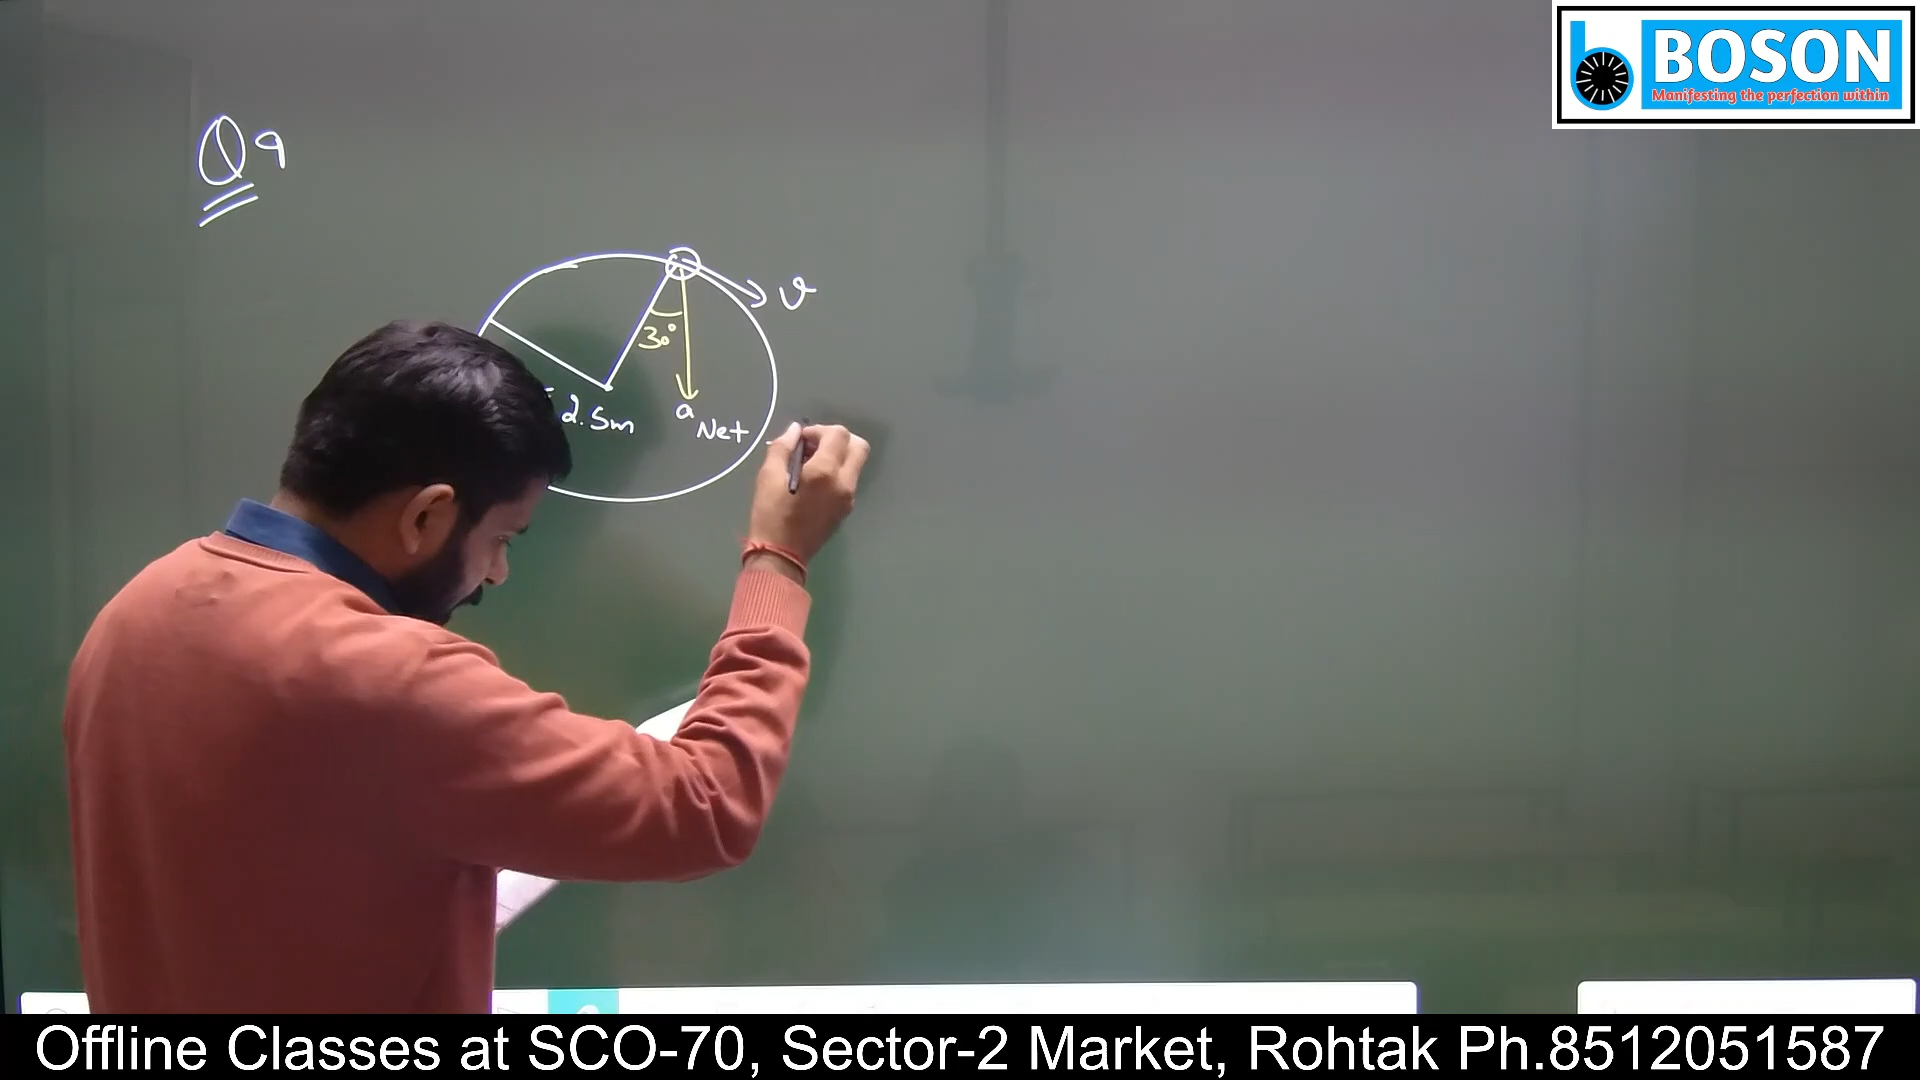 BOSON
Manifesting the perfection within
Q9
v
30°
2.5m
a Net
Offline Classes at SCO-70, Sector-2 Market, Rohtak Ph.8512051587